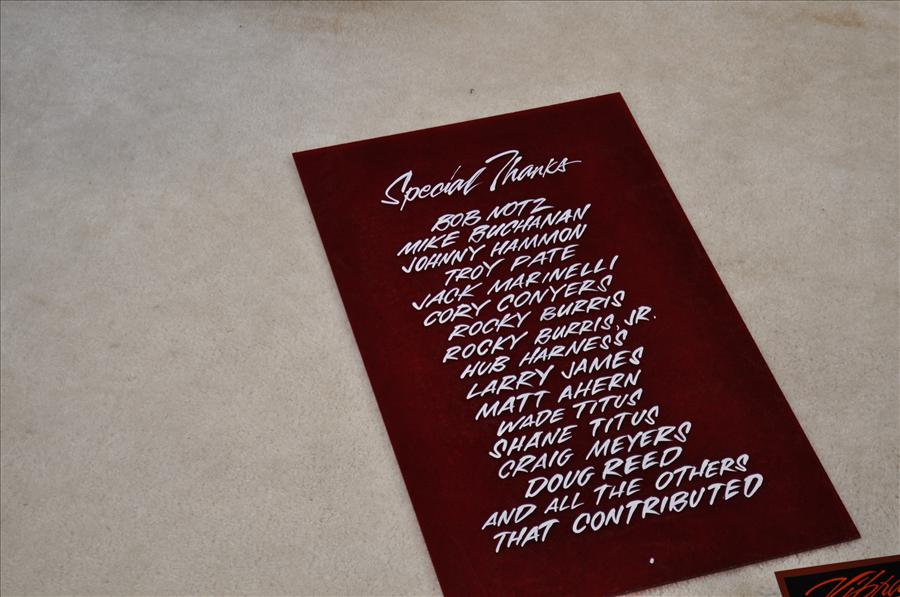 Special Thanks
BOB NOTZ
MIKE BUCHANAN
JOHNNY HAMMON
TROY PATE
JACK MARINELLI
CORY CONYERS
ROCKY BURRIS
ROCKY BURRIS, JR.
HUB HARNESS
LARRY JAMES
MATT AHERN
WADE TITUS
SHANE TITUS
CRAIG MEYERS
DOUG REED
AND ALL THE OTHERS
THAT CONTRIBUTED